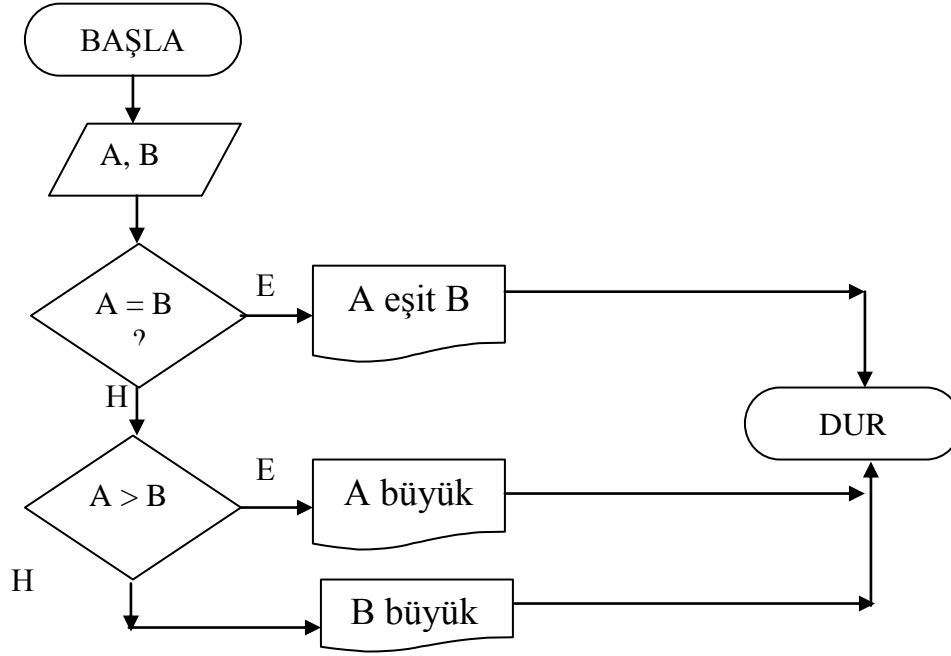 BAŞLA
A, B
A = B
?
E
A eşit B
H
DUR
A > B
E
A büyük
H
B büyük